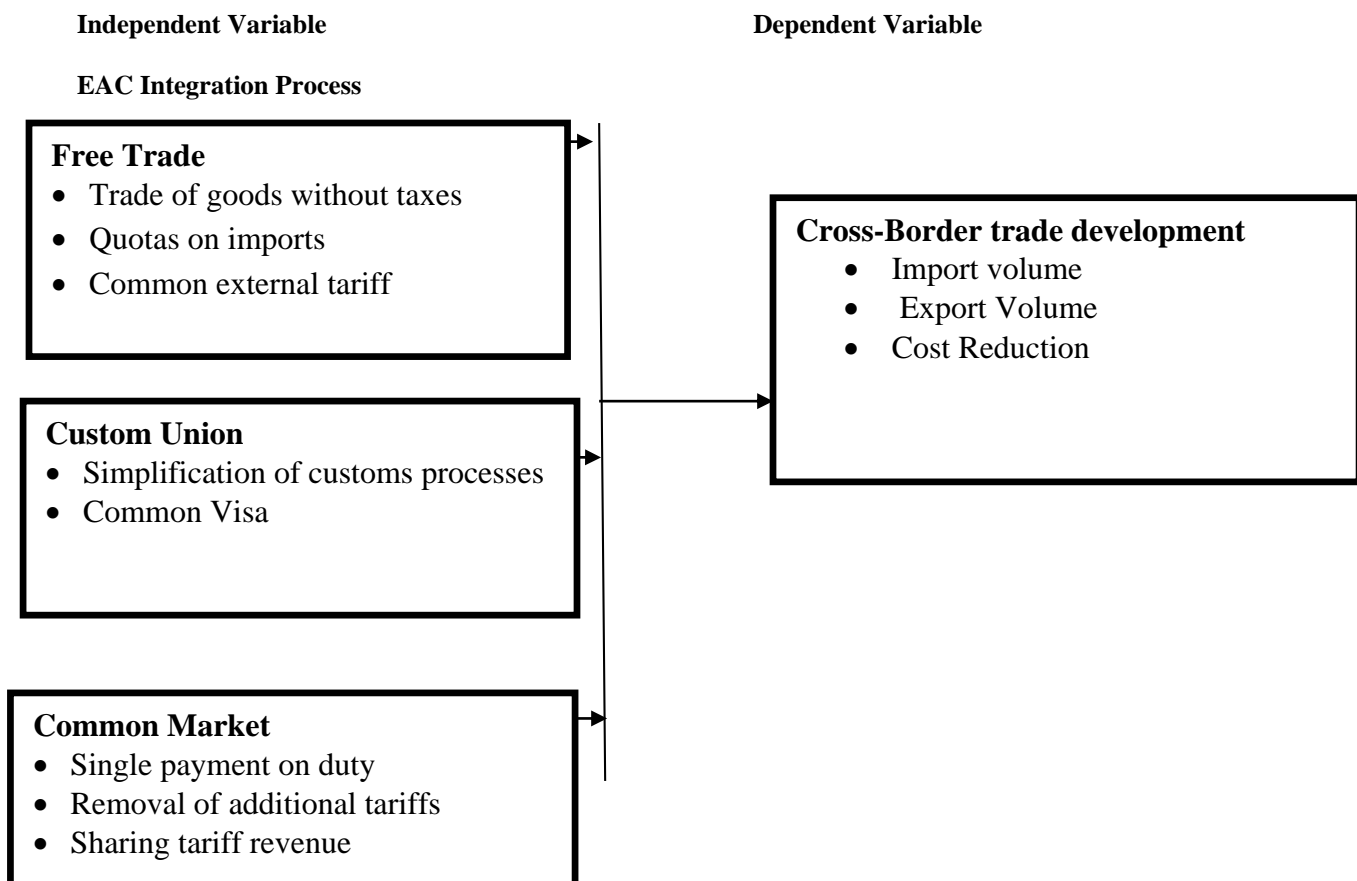 Independent Variable
Dependent Variable
EAC Integration Process
Free Trade
• Trade of goods without taxes
• Quotas on imports
• Common external tariff
Cross-Border trade development
• Import volume
• Export Volume
• Cost Reduction
Custom Union
• Simplification of customs processes
• Common Visa
Common Market
• Single payment on duty
• Removal of additional tariffs
• Sharing tariff revenue